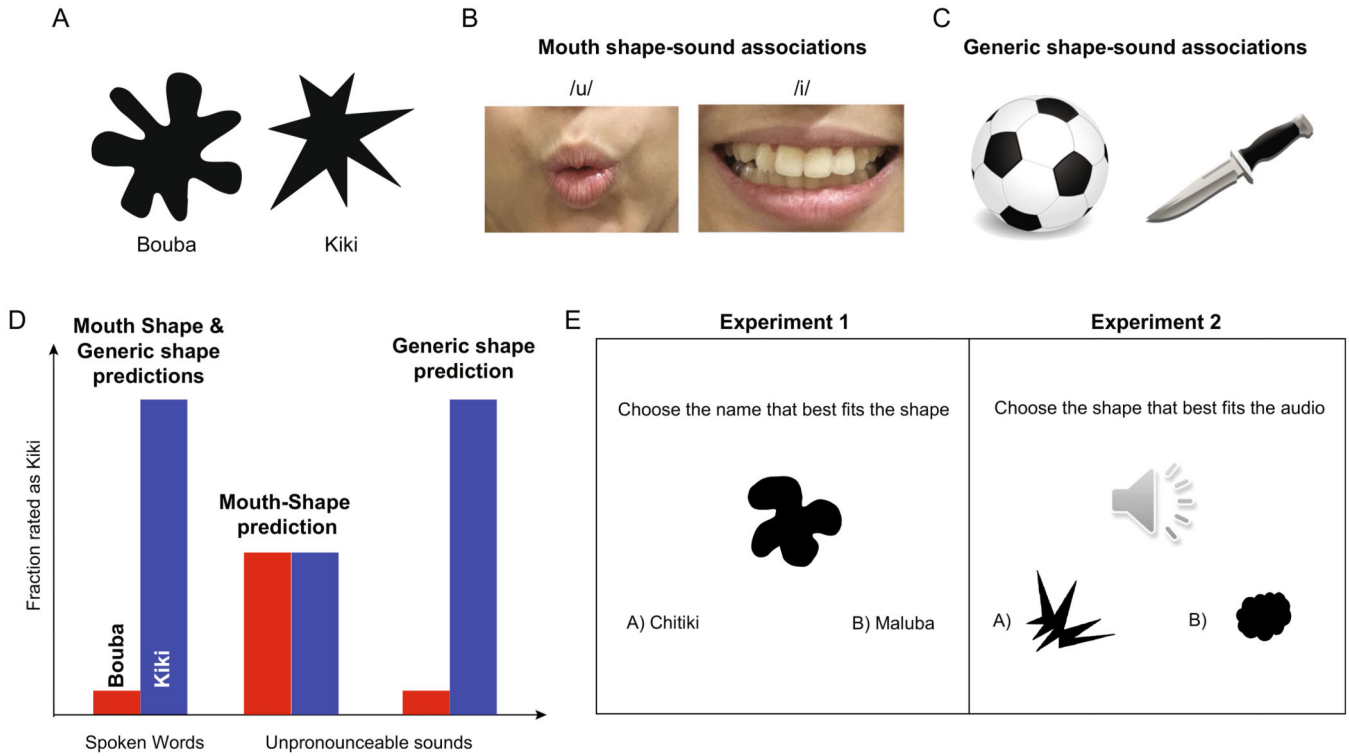 A
Bouba
Kiki
B
Mouth shape-sound associations
/u/
/i/
C
Generic shape-sound associations
D
Fraction rated as Kiki
Mouth Shape &
Generic shape
predictions
Bouba
Kiki
Mouth-Shape
prediction
Generic shape
prediction
Spoken Words
Unpronounceable sounds
E
Experiment 1
Choose the name that best fits the shape
A) Chitiki
B) Maluba
Experiment 2
Choose the shape that best fits the audio
A)
B)